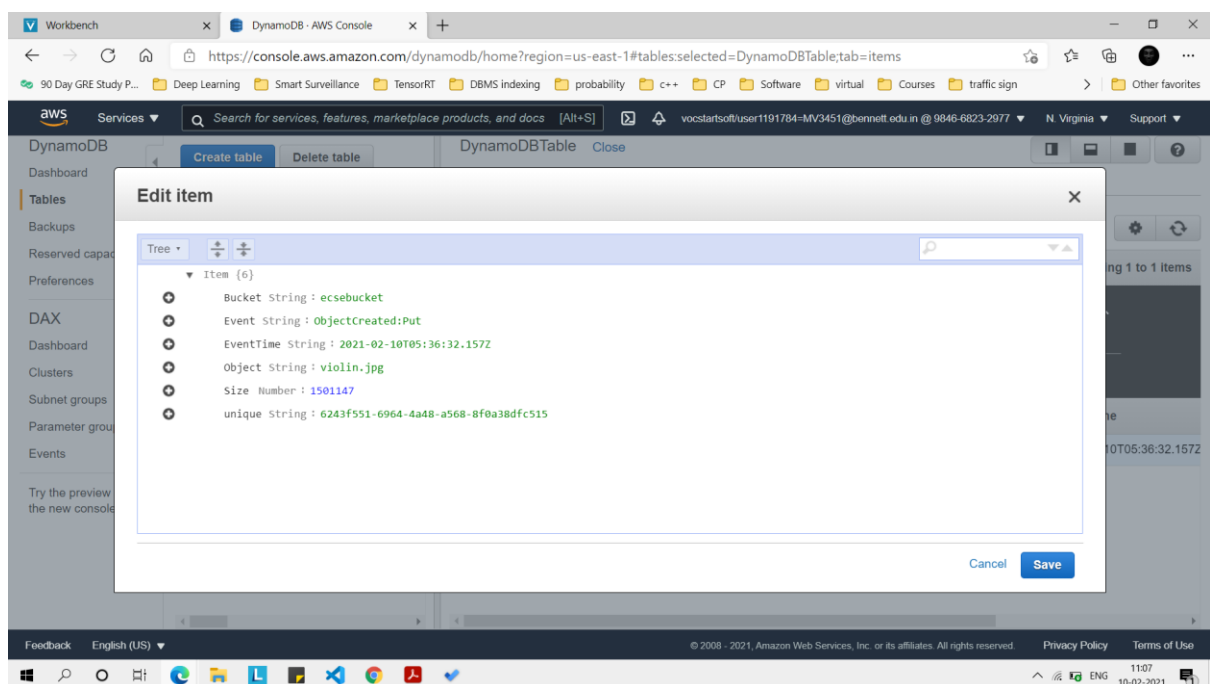 Workbench
DynamoDB - AWS Console
https://console.aws.amazon.com/dynamodb/home?region=us-east-1#tables:selected=DynamoDBTable;tab=items
90 Day GRE Study P... Deep Learning Smart Surveillance TensorRT DBMS indexing probability c++ CP Software virtual Courses traffic sign Other favorites
aws Services ▼ Search for services, features, marketplace products, and docs [Alt+S] vocstartsoft/user1191784=MV3451@bennett.edu.in @ 9846-6823-2977 ▼ N. Virginia ▼ Support ▼
DynamoDB
Dashboard
Tables
Backups
Reserved capac
Preferences
DAX
Dashboard
Clusters
Subnet groups
Parameter grou
Events
Try the preview
the new console
Create table Delete table
DynamoDBTable Close
Edit item
Tree
Item {6}
Bucket String : ecsebucket
Event String : ObjectCreated:Put
EventTime String : 2021-02-10T05:36:32.157Z
Object String : violin.jpg
Size Number : 1501147
unique String : 6243f551-6964-4a48-a568-8f0a38dfc515
Cancel Save
ng 1 to 1 items
ne
10T05:36:32.157Z
Feedback English (US) ▼ © 2008 - 2021, Amazon Web Services, Inc. or its affiliates. All rights reserved. Privacy Policy Terms of Use
ENG
11:07
10-02-2021